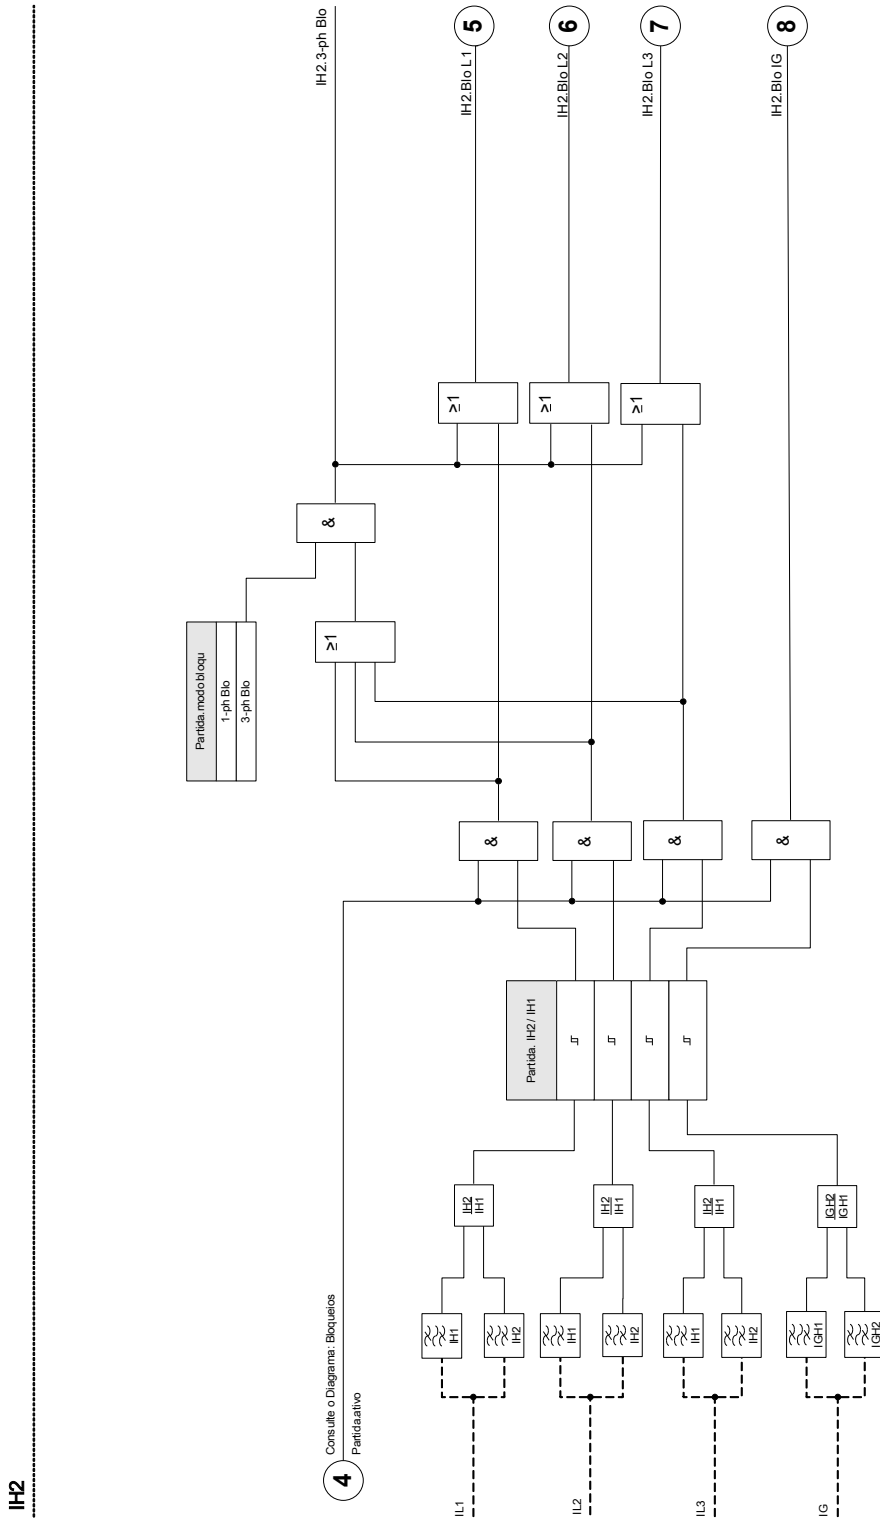 IH2
4
Consulte o Diagrama: Bloqueios
Partida.ativo
IL1
IL2
IL3
IG
IH1
IH2
IH1
IH2
IH1
IH2
IGH1
IGH2
IH2
IH1
IH2
IH1
IH2
IH1
IGH2
IGH1
Partida. IH2 / IH1
&
&
&
&
Partida.modo bloqu
1-ph Blo
3-ph Blo
≥1
&
≥1
≥1
≥1
IH2.3-ph Blo
IH2.Blo L1
5
IH2.Blo L2
6
IH2.Blo L3
7
IH2.Blo IG
8